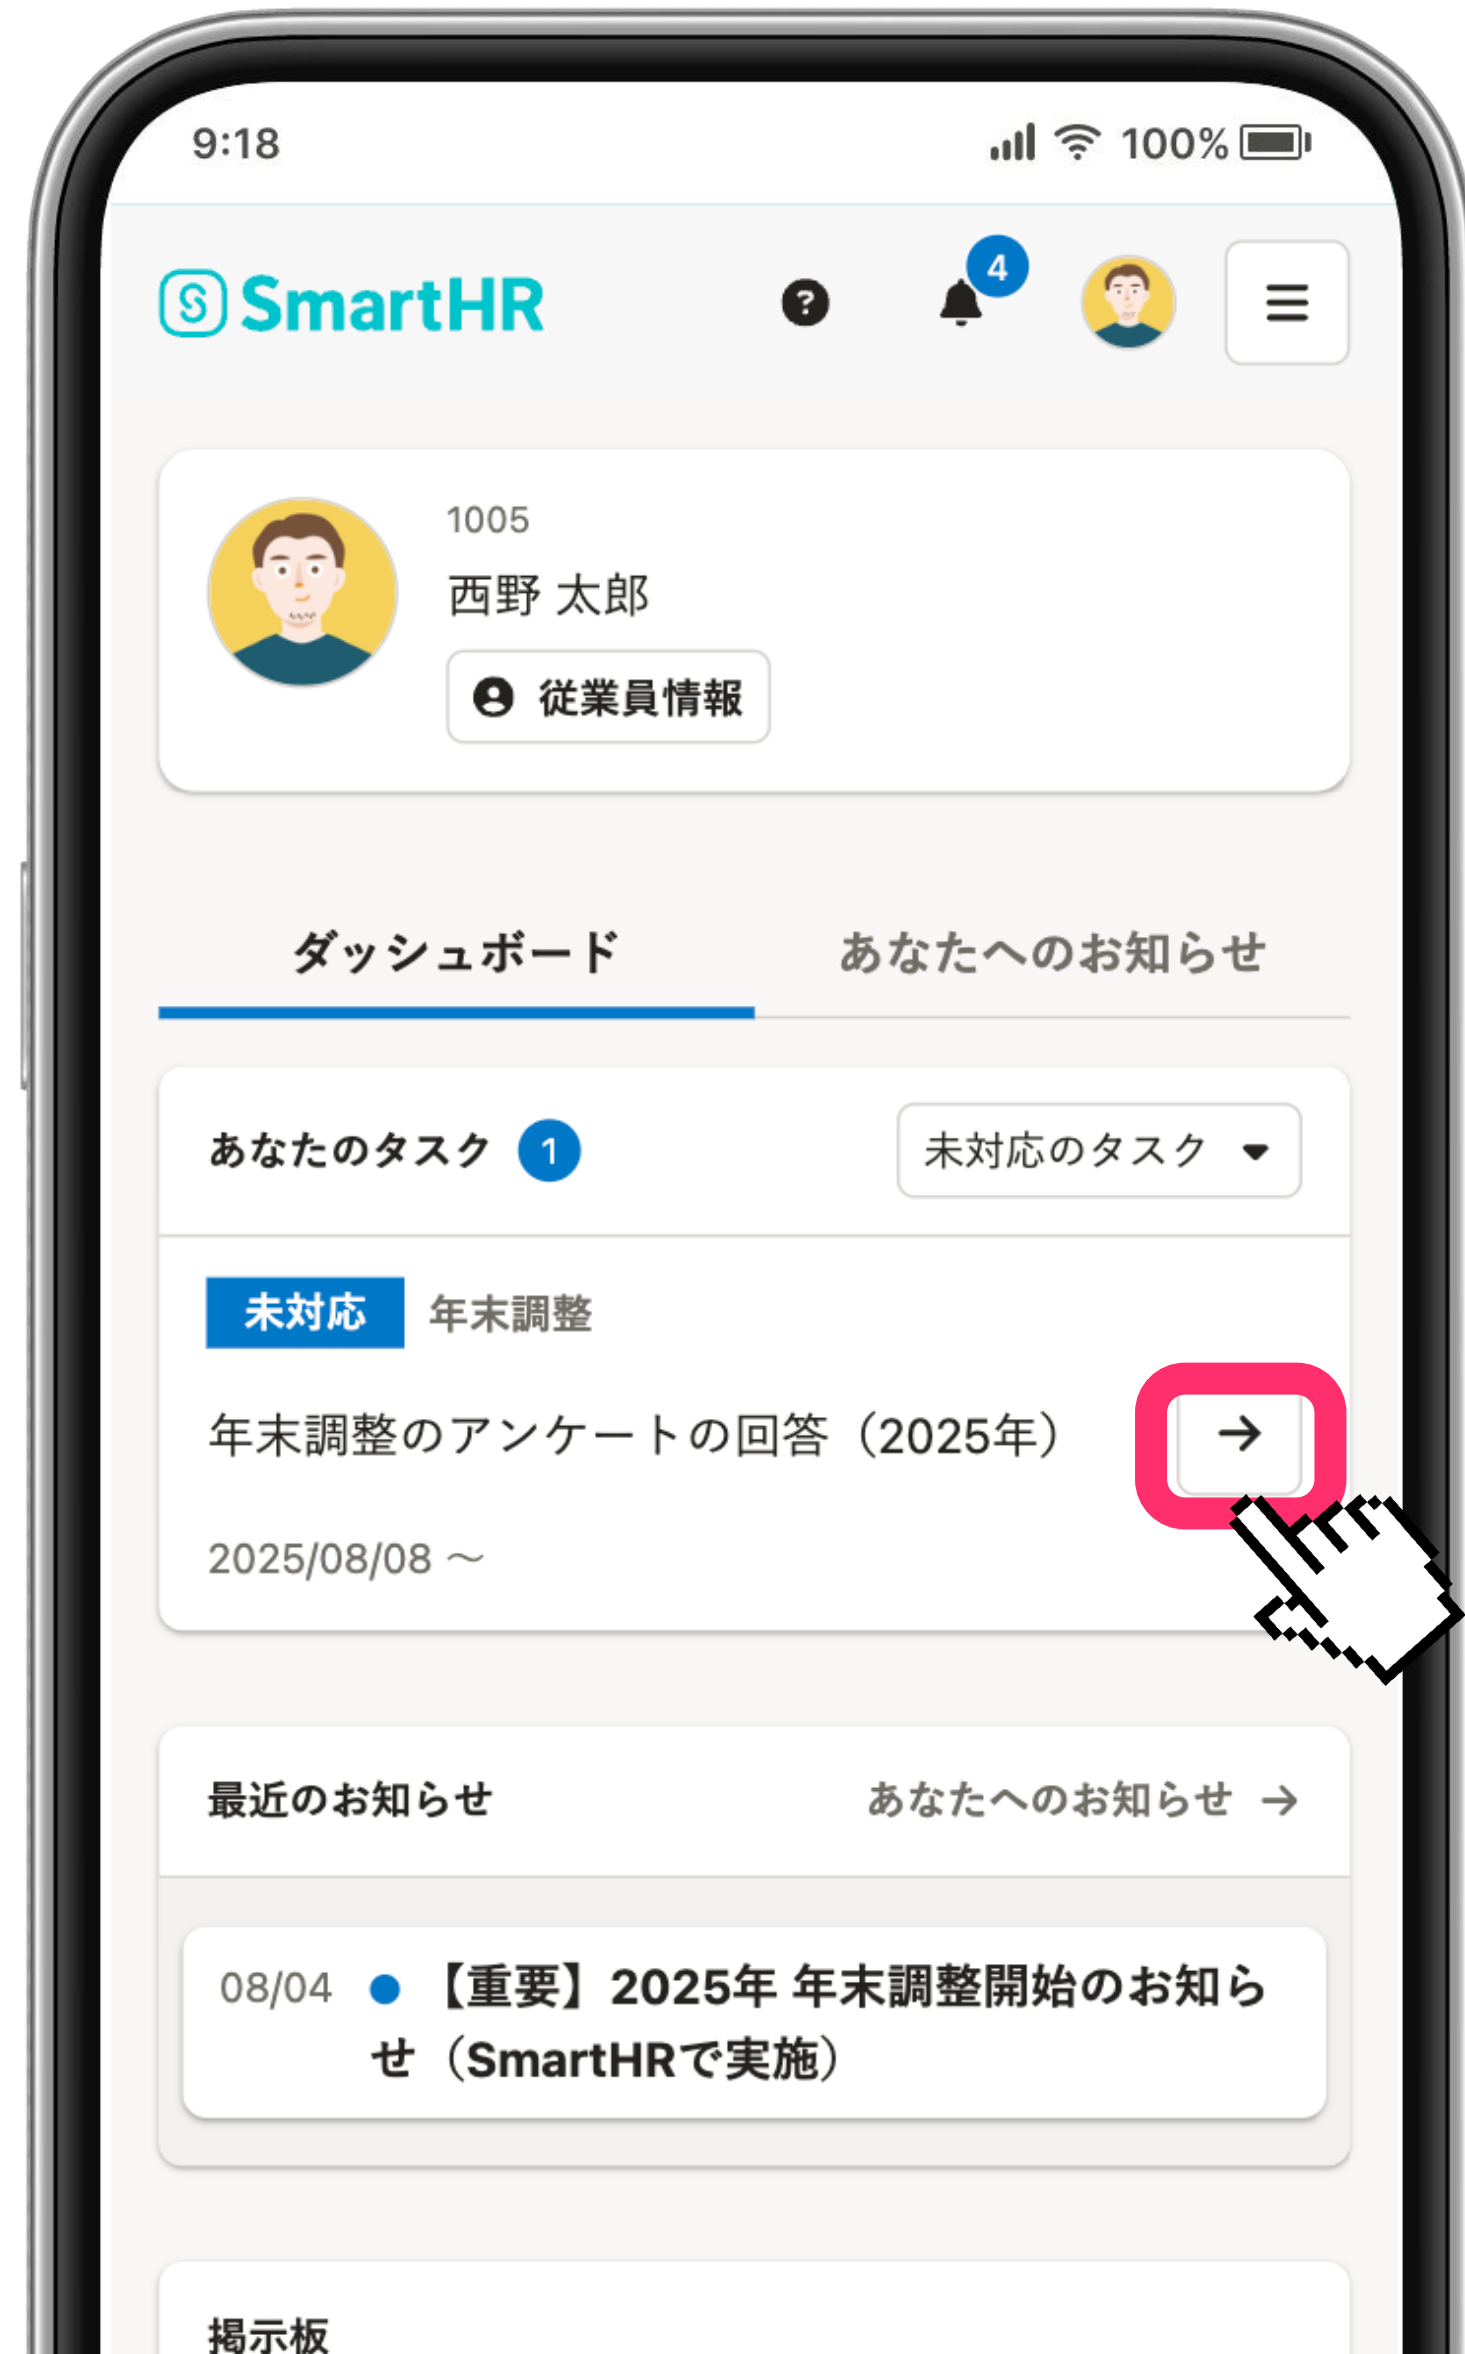 9:18
100%
SmartHR
4
1005
西野 太郎
従業員情報
ダッシュボード
あなたへのお知らせ
あなたのタスク 1
未対応のタスク
未対応 年末調整
年末調整のアンケートの回答（2025年）
2025/08/08 ～
最近のお知らせ
あなたへのお知らせ →
08/04 ● 【重要】2025年 年末調整開始のお知ら
せ（SmartHRで実施）
掲示板